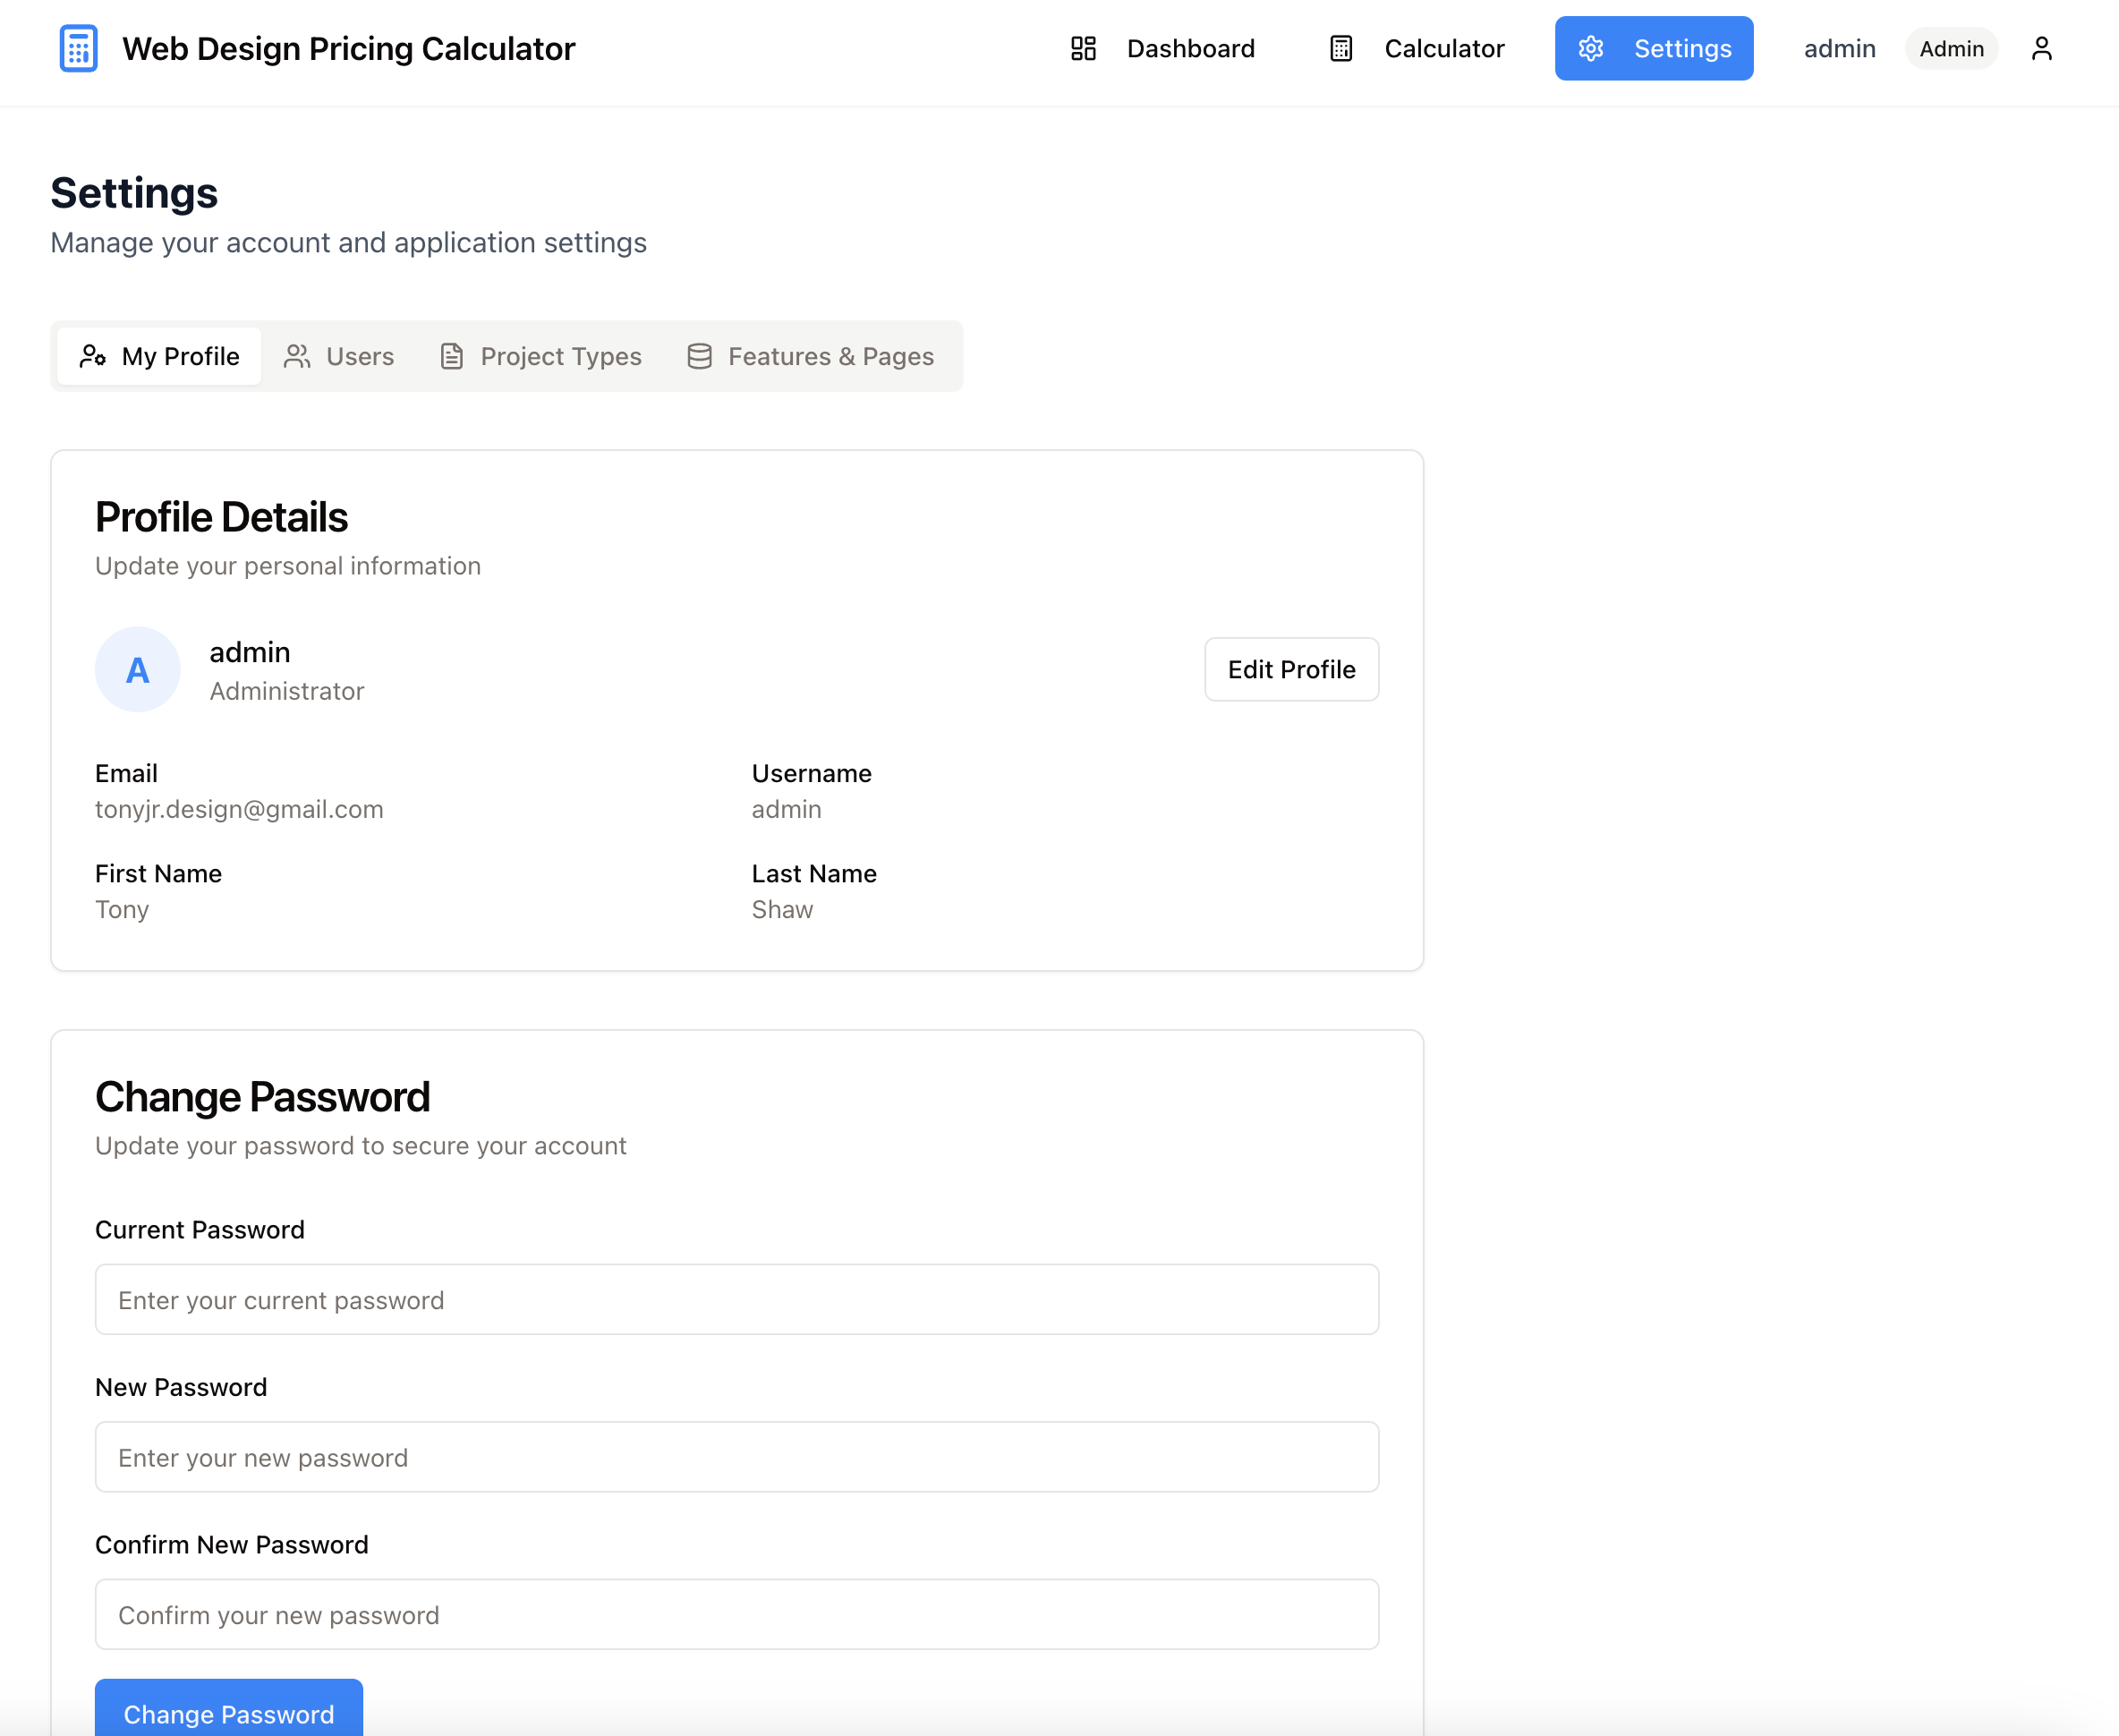 Web Design Pricing Calculator
Dashboard
Calculator
Settings
admin
Admin
Settings
Manage your account and application settings
My Profile
Users
Project Types
Features & Pages
Profile Details
Update your personal information
A
admin
Administrator
Edit Profile
Email
tonyjr.design@gmail.com
Username
admin
First Name
Tony
Last Name
Shaw
Change Password
Update your password to secure your account
Current Password
Enter your current password
New Password
Enter your new password
Confirm New Password
Confirm your new password
Change Password